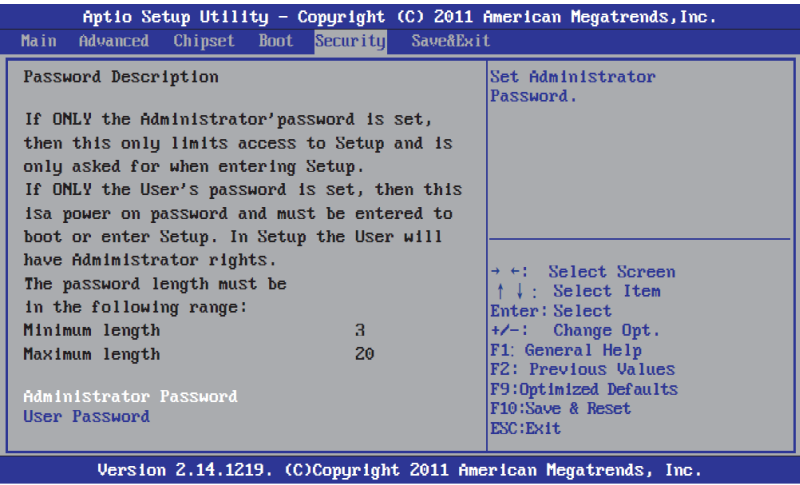 Aptio Setup Utility – Copyright (C) 2011 American Megatrends,Inc.
Main Advanced Chipset Boot Security Save&Exit
Password Description
If ONLY the Administrator'password is set,
then this only limits access to Setup and is
only asked for when entering Setup.
If ONLY the User's password is set, then this
isa power on password and must be entered to
boot or enter Setup. In Setup the User will
have Admimistrator rights.
The password length must be
in the following range:
Minimum length 3
Maximum length 20
Administrator Password
User Password
Set Administrator
Password.
→ ←: Select Screen
↑ ↓: Select Item
Enter:Select
+/-: Change Opt.
F1: General Help
F2: Previous Values
F9:Optimized Defaults
F10:Save & Reset
ESC:Exit
Version 2.14.1219. (C)Copyright 2011 American Megatrends, Inc.